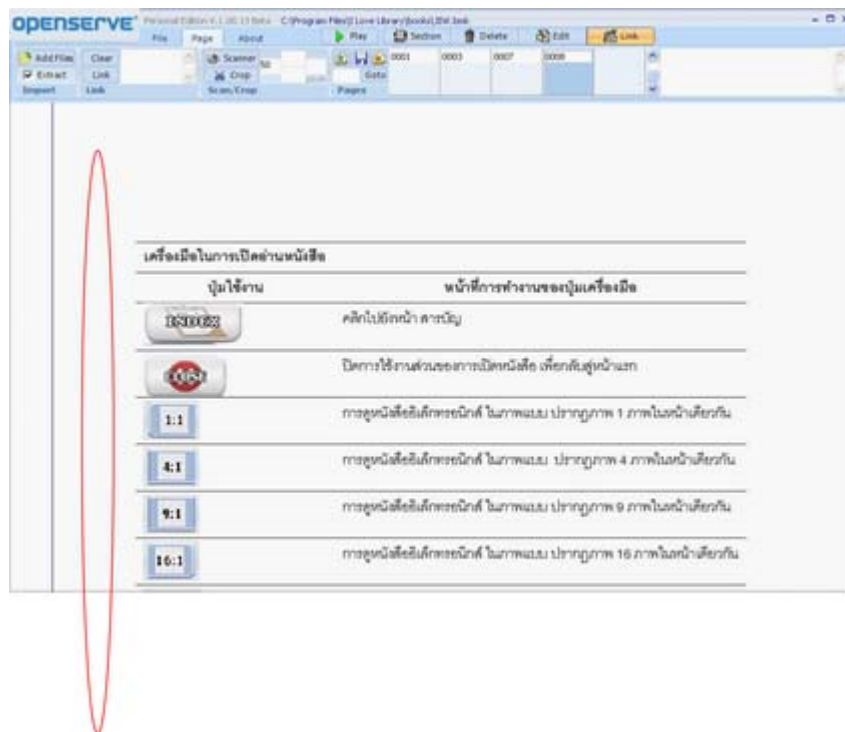 OPENSERVE Personal Edition C:\Program Files\I Love Library\books\
File Page About Play Section Delete Edit Link
Add Files Clear Scanner 50 0001 0003 0007 0008
Extract Link Crop Goto
Import Link Scan/Crop Pages
เครื่องมือในการเปิดอ่านหนังสือ
ปุ่มใช้งาน หน้าที่การทำงานของปุ่มเครื่องมือ
INDEX คลิกไปยังหน้า สารบัญ
ปิดการใช้งานส่วนของการเปิดหนังสือ เพื่อกลับสู่หน้าแรก
1:1 การดูหนังสืออิเล็กทรอนิกส์ ในภาพแบบ ปรากฏภาพ 1 ภาพในหน้าเดียวกัน
4:1 การดูหนังสืออิเล็กทรอนิกส์ ในภาพแบบ ปรากฏภาพ 4 ภาพในหน้าเดียวกัน
9:1 การดูหนังสืออิเล็กทรอนิกส์ ในภาพแบบ ปรากฏภาพ 9 ภาพในหน้าเดียวกัน
16:1 การดูหนังสืออิเล็กทรอนิกส์ ในภาพแบบ ปรากฏภาพ 16 ภาพในหน้าเดียวกัน